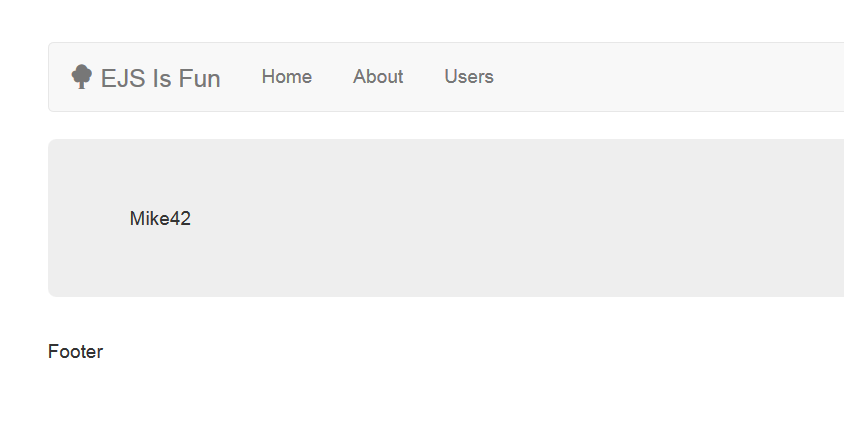 EJS Is Fun Home About Users
Mike42
Footer